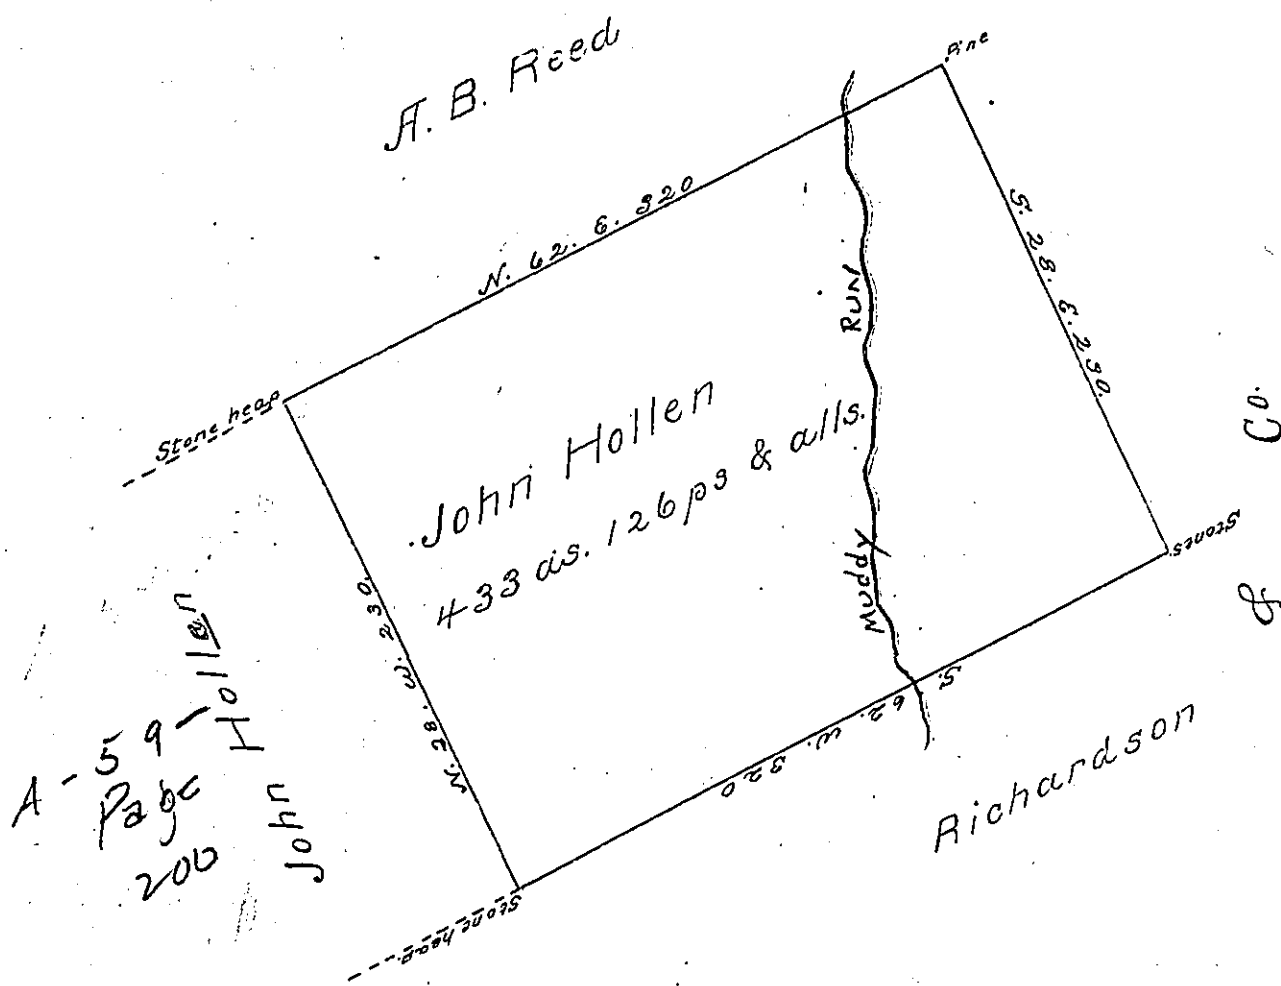 A. B. Reed
Pine
N. 62. E. 320
S. 28. E. 230.
Stone heap
John Hollen
433 as. 126 ps & alls.
RUN
Muddy
Stones
& Co.
N. 28. W. 230.
S. 62. W. 320
Richardson
John Hollen
A-59-
Page
200
Stone heap.